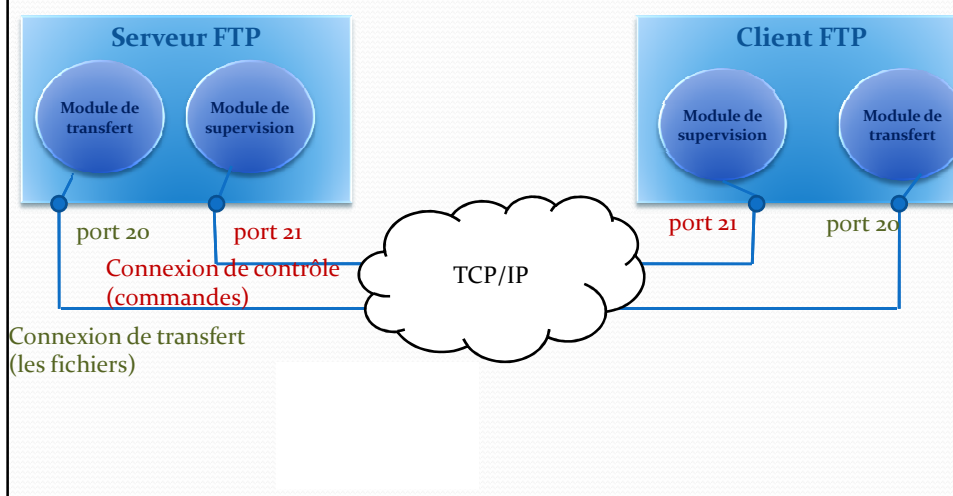 Serveur FTP
Module de
transfert
Module de
supervision
port 20
port 21
Connexion de contrôle
(commandes)
Connexion de transfert
(les fichiers)
TCP/IP
Client FTP
Module de
supervision
Module de
transfert
port 21
port 20